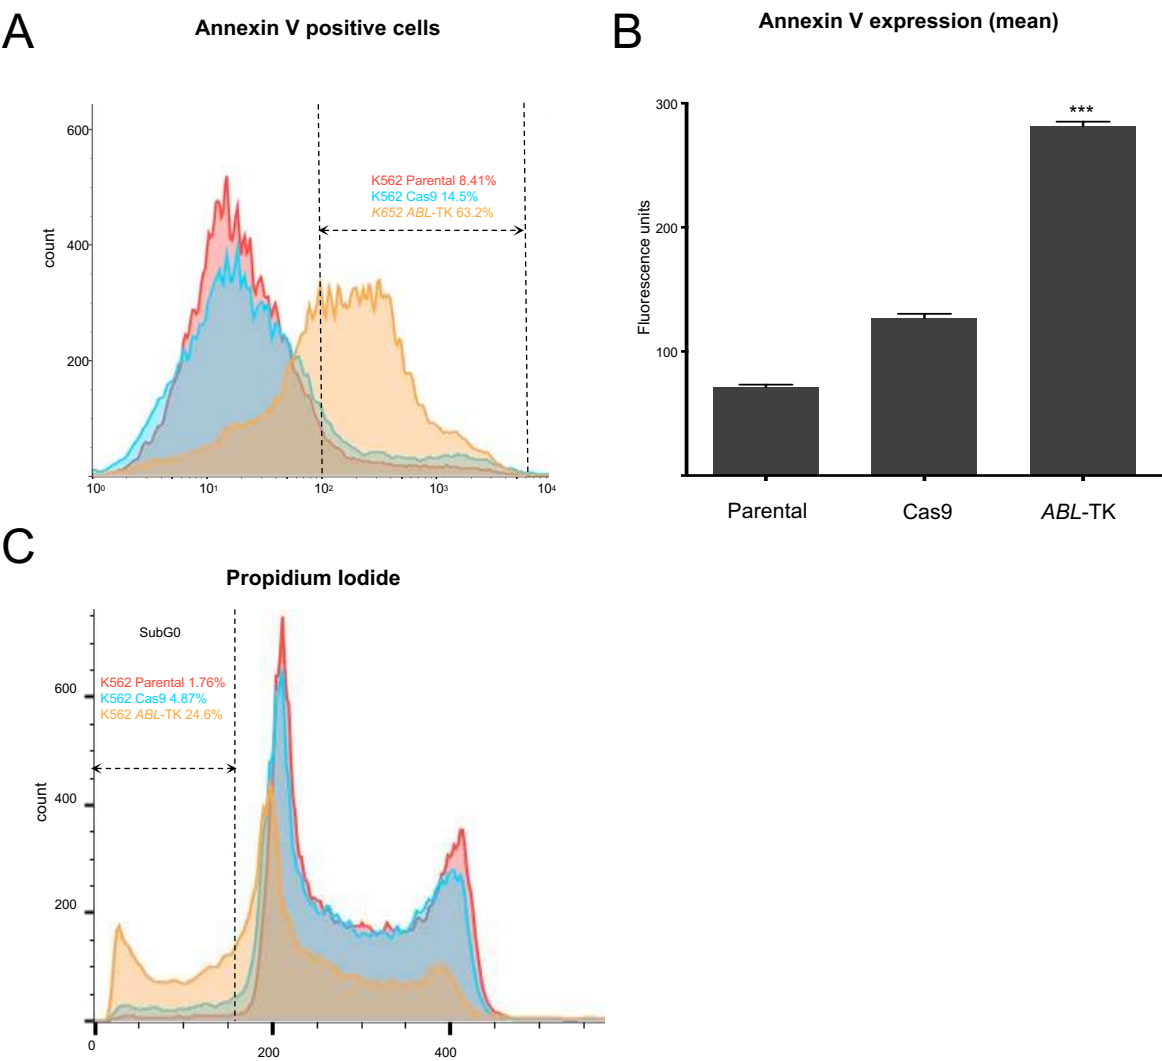 A
Annexin V positive cells
600
400
200
count
K562 Parental 8.41%
K562 Cas9 14.5%
K652 ABL-TK 63.2%
10⁰ 10¹ 10² 10³ 10⁴
B
Annexin V expression (mean)
300
200
100
Fluorescence units
***
Parental Cas9 ABL-TK
C
Propidium Iodide
SubG0
K562 Parental 1.76%
K562 Cas9 4.87%
K562 ABL-TK 24.6%
600
400
200
count
0 200 400